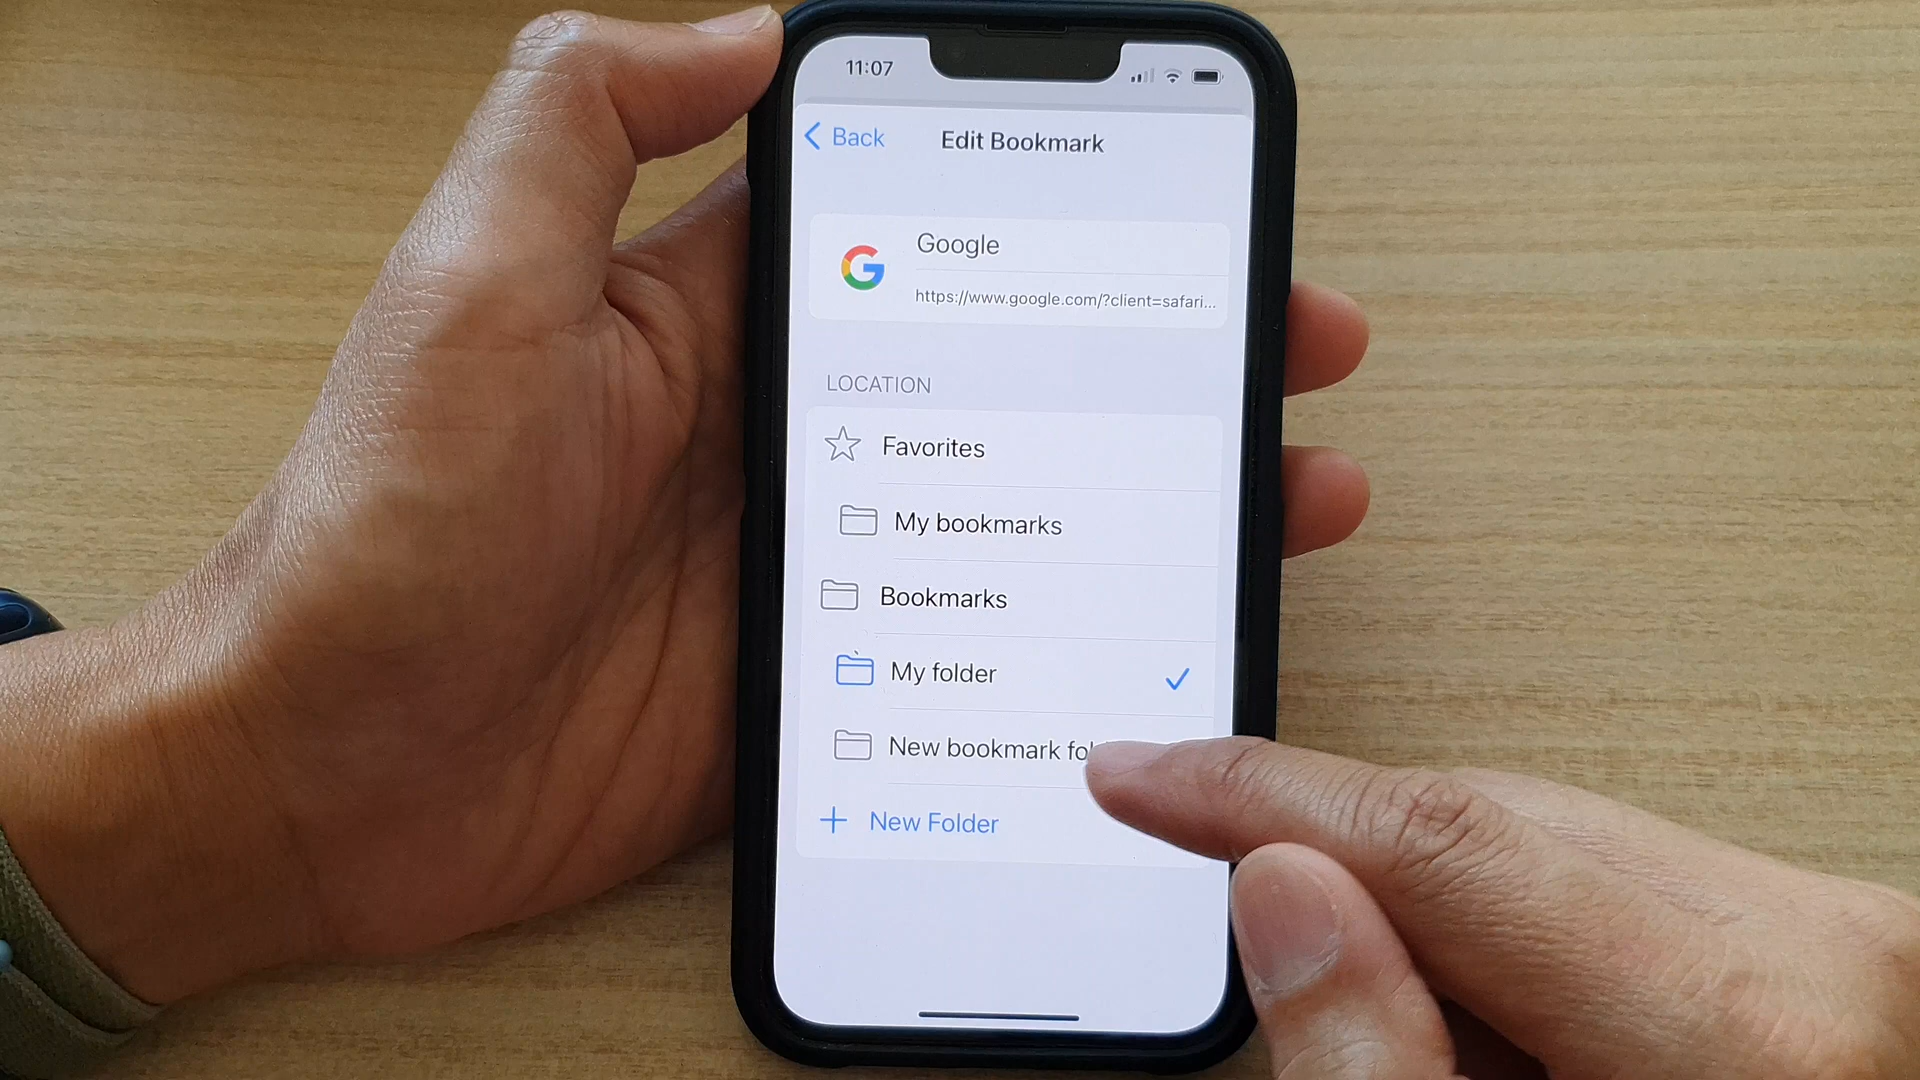 11:07
Back
Edit Bookmark
Google
https://www.google.com/?client=safari...
LOCATION
Favorites
My bookmarks
Bookmarks
My folder
New bookmark
New Folder